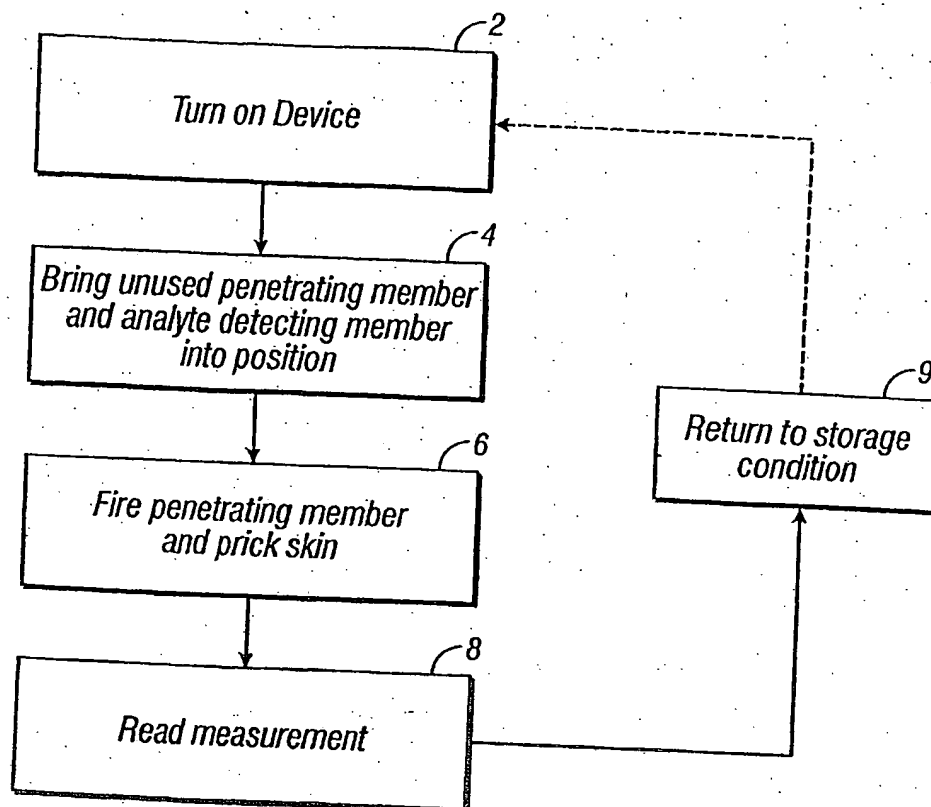 2
Turn on Device
4
Bring unused penetrating member
and analyte detecting member
into position
9
Return to storage
condition
6
Fire penetrating member
and prick skin
8
Read measurement